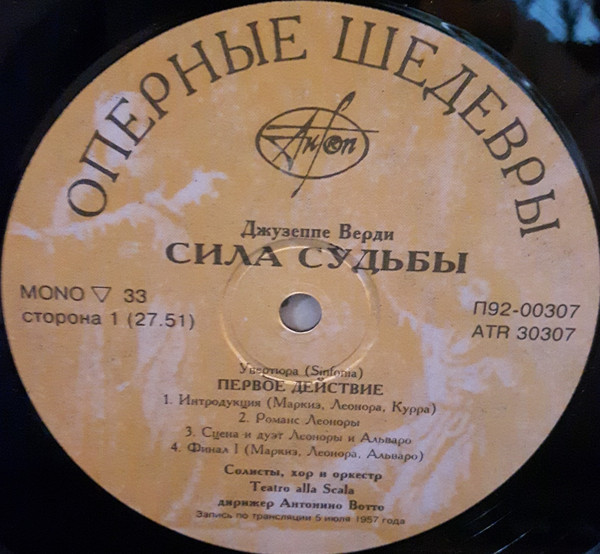 ОПЕРНЫЕ ШЕДЕВРЫ
Anrop
Джузеппе Верди
СИЛА СУДЬБЫ
MONO ▽ 33
сторона 1 (27.51)
П92-00307
ATR 30307
Увертюра (Sinfonia)
ПЕРВОЕ ДЕЙСТВИЕ
1. Интродукция (Маркиз, Леонора, Курра)
2. Романс Леоноры
3. Сцена и дуэт Леоноры и Альваро
4. Финал I (Маркиз, Леонора, Альваро)
Солисты, хор и оркестр
Teatro alla Scala
дирижер Антонино Вотто
Запись по трансляции 5 июля 1957 года